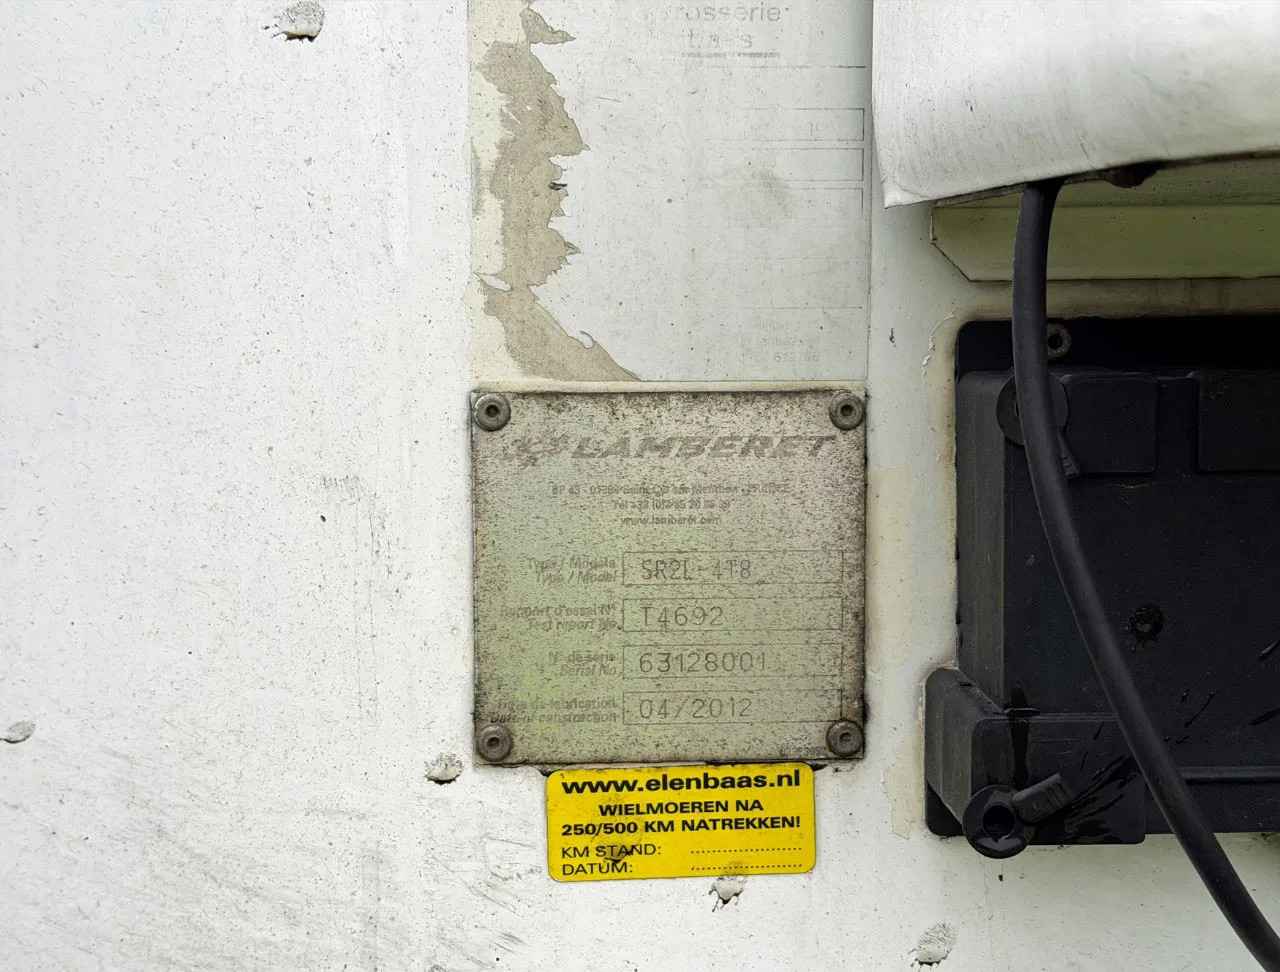 rosserie
LAMBERET
www.lamberet.com
Type / Modèle
Type / Model
SR2L-4T8
Rapport d'essai N°
Test report No.
T4692
N° de série
Serial No.
63128001
Date de fabrication
Date of construction
04/2012
www.elenbaas.nl
WIELMOEREN NA
250/500 KM NATREKKEN!
KM STAND:
DATUM: